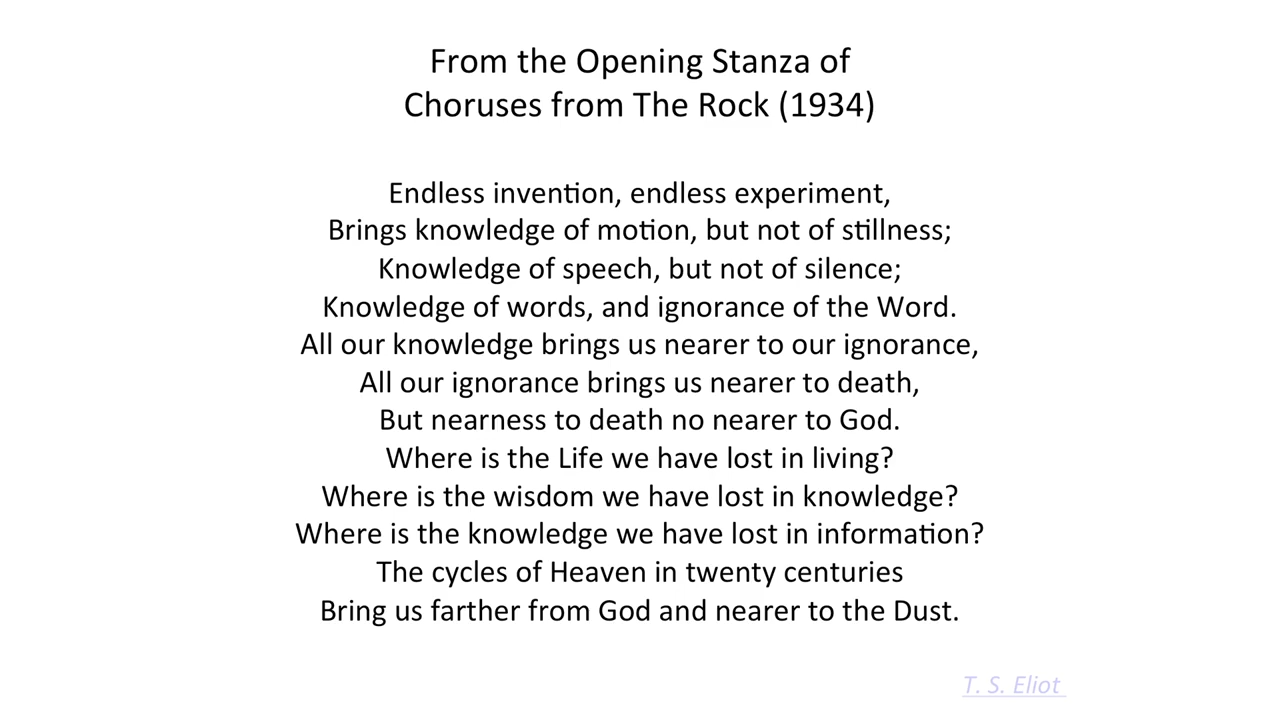 From the Opening Stanza of
Choruses from The Rock (1934)
Endless invention, endless experiment,
Brings knowledge of motion, but not of stillness;
Knowledge of speech, but not of silence;
Knowledge of words, and ignorance of the Word.
All our knowledge brings us nearer to our ignorance,
All our ignorance brings us nearer to death,
But nearness to death no nearer to God.
Where is the Life we have lost in living?
Where is the wisdom we have lost in knowledge?
Where is the knowledge we have lost in information?
The cycles of Heaven in twenty centuries
Bring us farther from God and nearer to the Dust.
T. S. Eliot